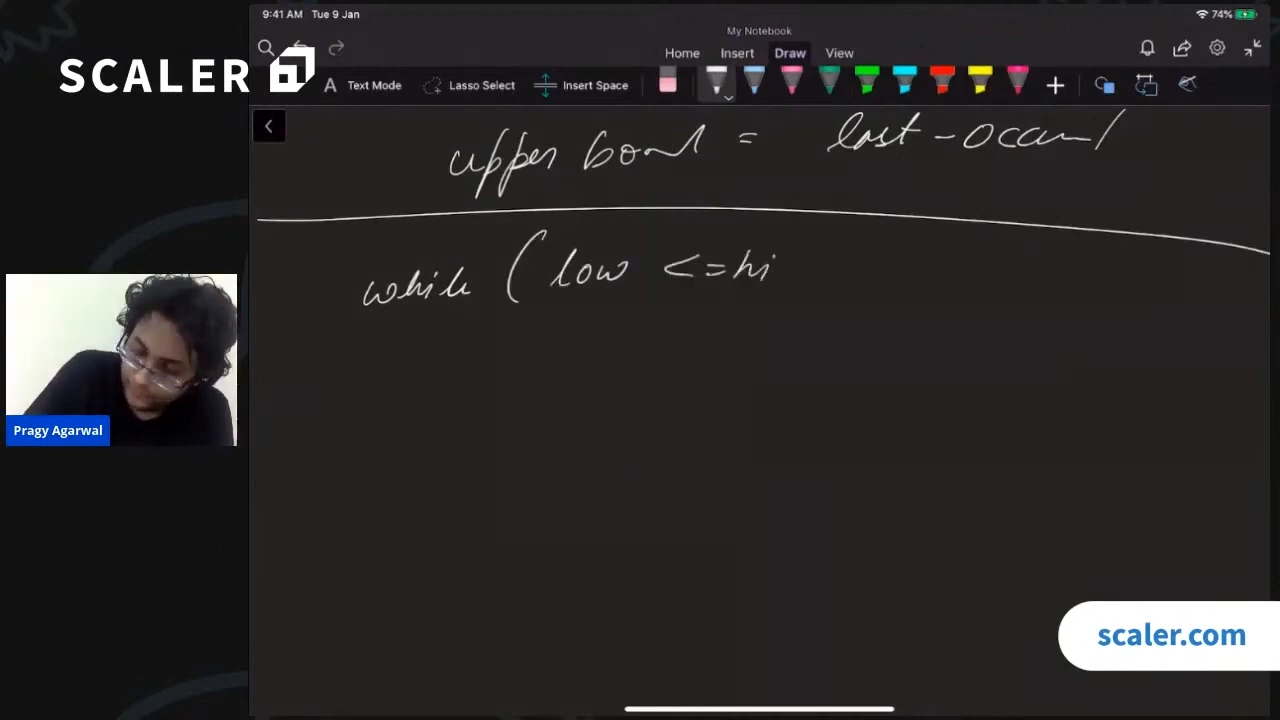 9:41 AM Tue 9 Jan
74%
My Notebook
Home Insert Draw View
SCALER
Text Mode Lasso Select Insert Space
upper bond = last-occur
while ( low <=hi
Pragy Agarwal
scaler.com